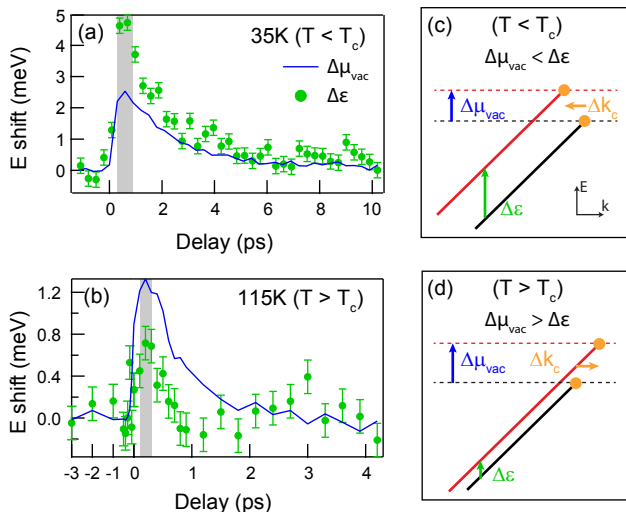 (a)
35K (T < Tc)
Δμvac
Δε
E shift (meV)
5
4
3
2
1
0
0 2 4 6 8 10
Delay (ps)
(b)
115K (T > Tc)
E shift (meV)
1.2
0.8
0.4
0.0
-3 -2 -1 0 1 2 3 4
Delay (ps)
(c)
(T < Tc)
Δμvac < Δε
Δμvac
Δkc
Δε
E
k
(d)
(T > Tc)
Δμvac > Δε
Δμvac
Δkc
Δε